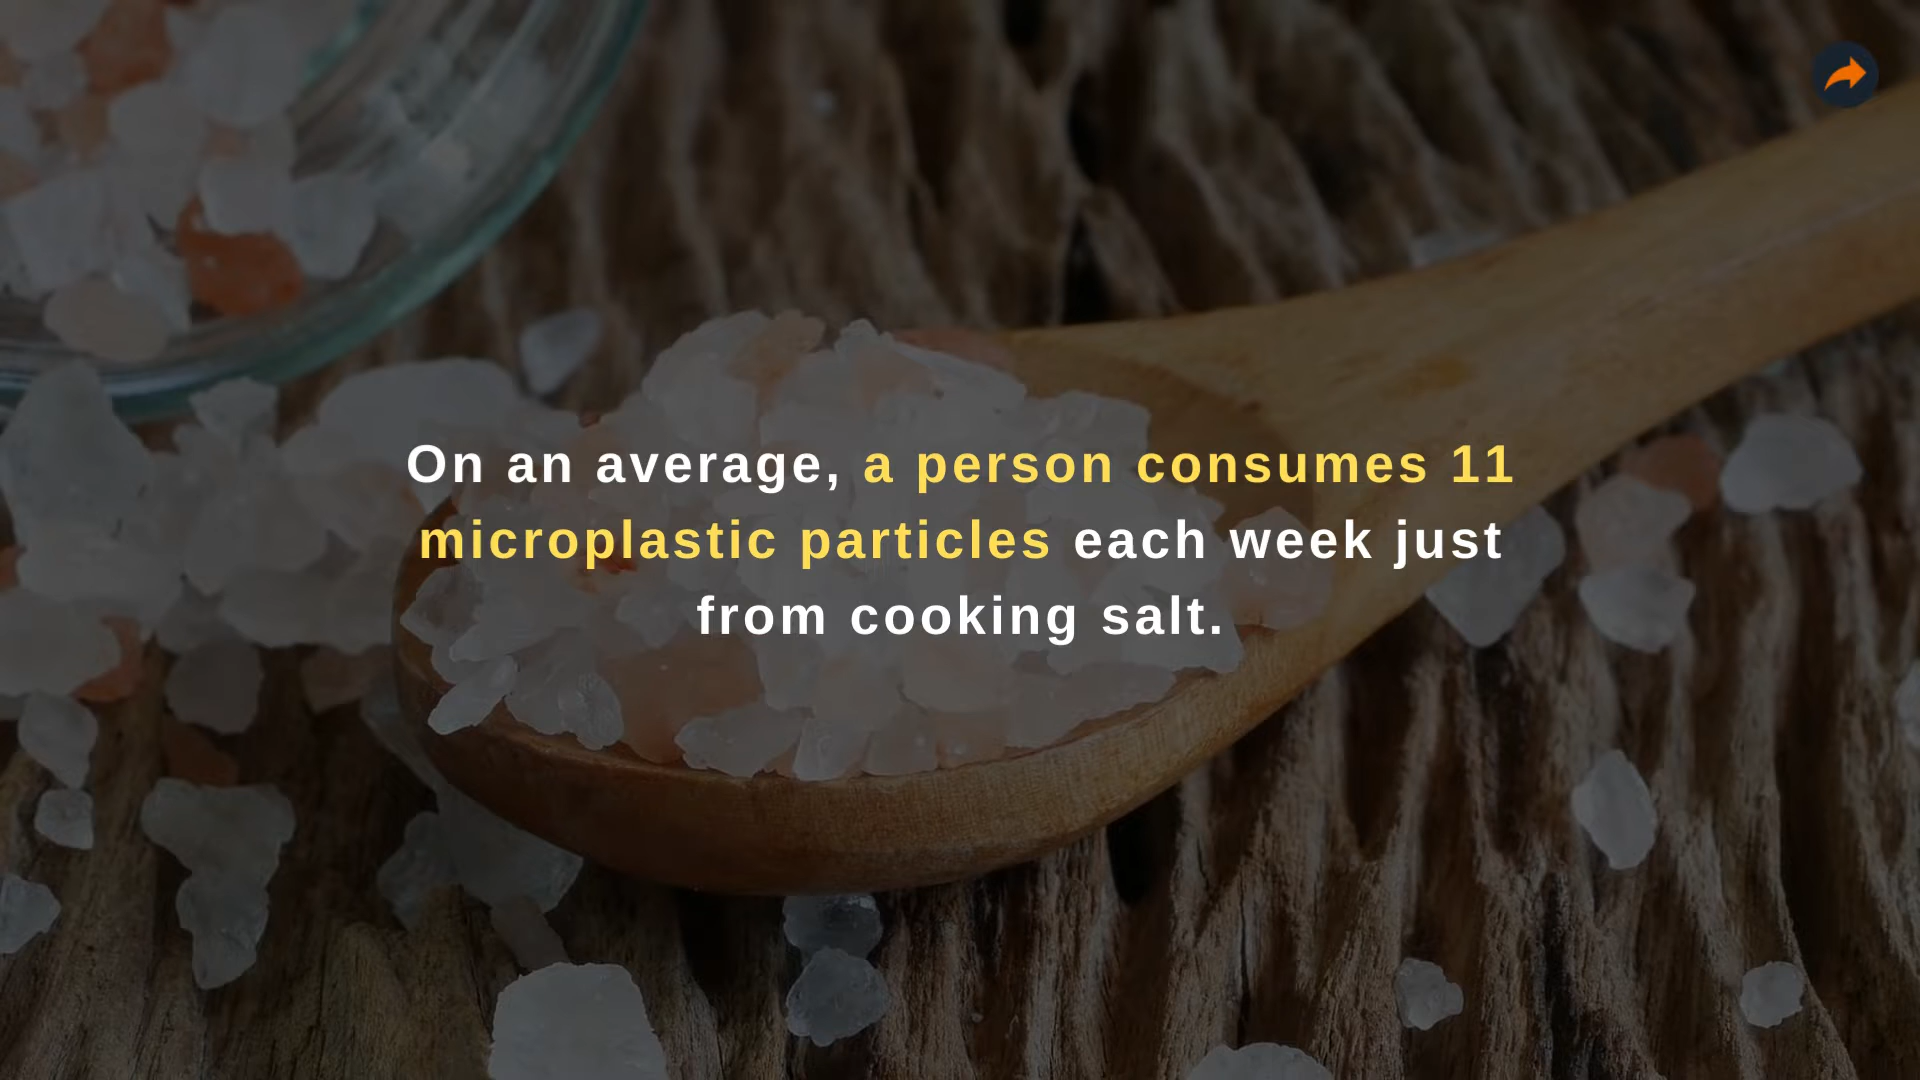 On an average, a person consumes 11
microplastic particles each week just
from cooking salt.